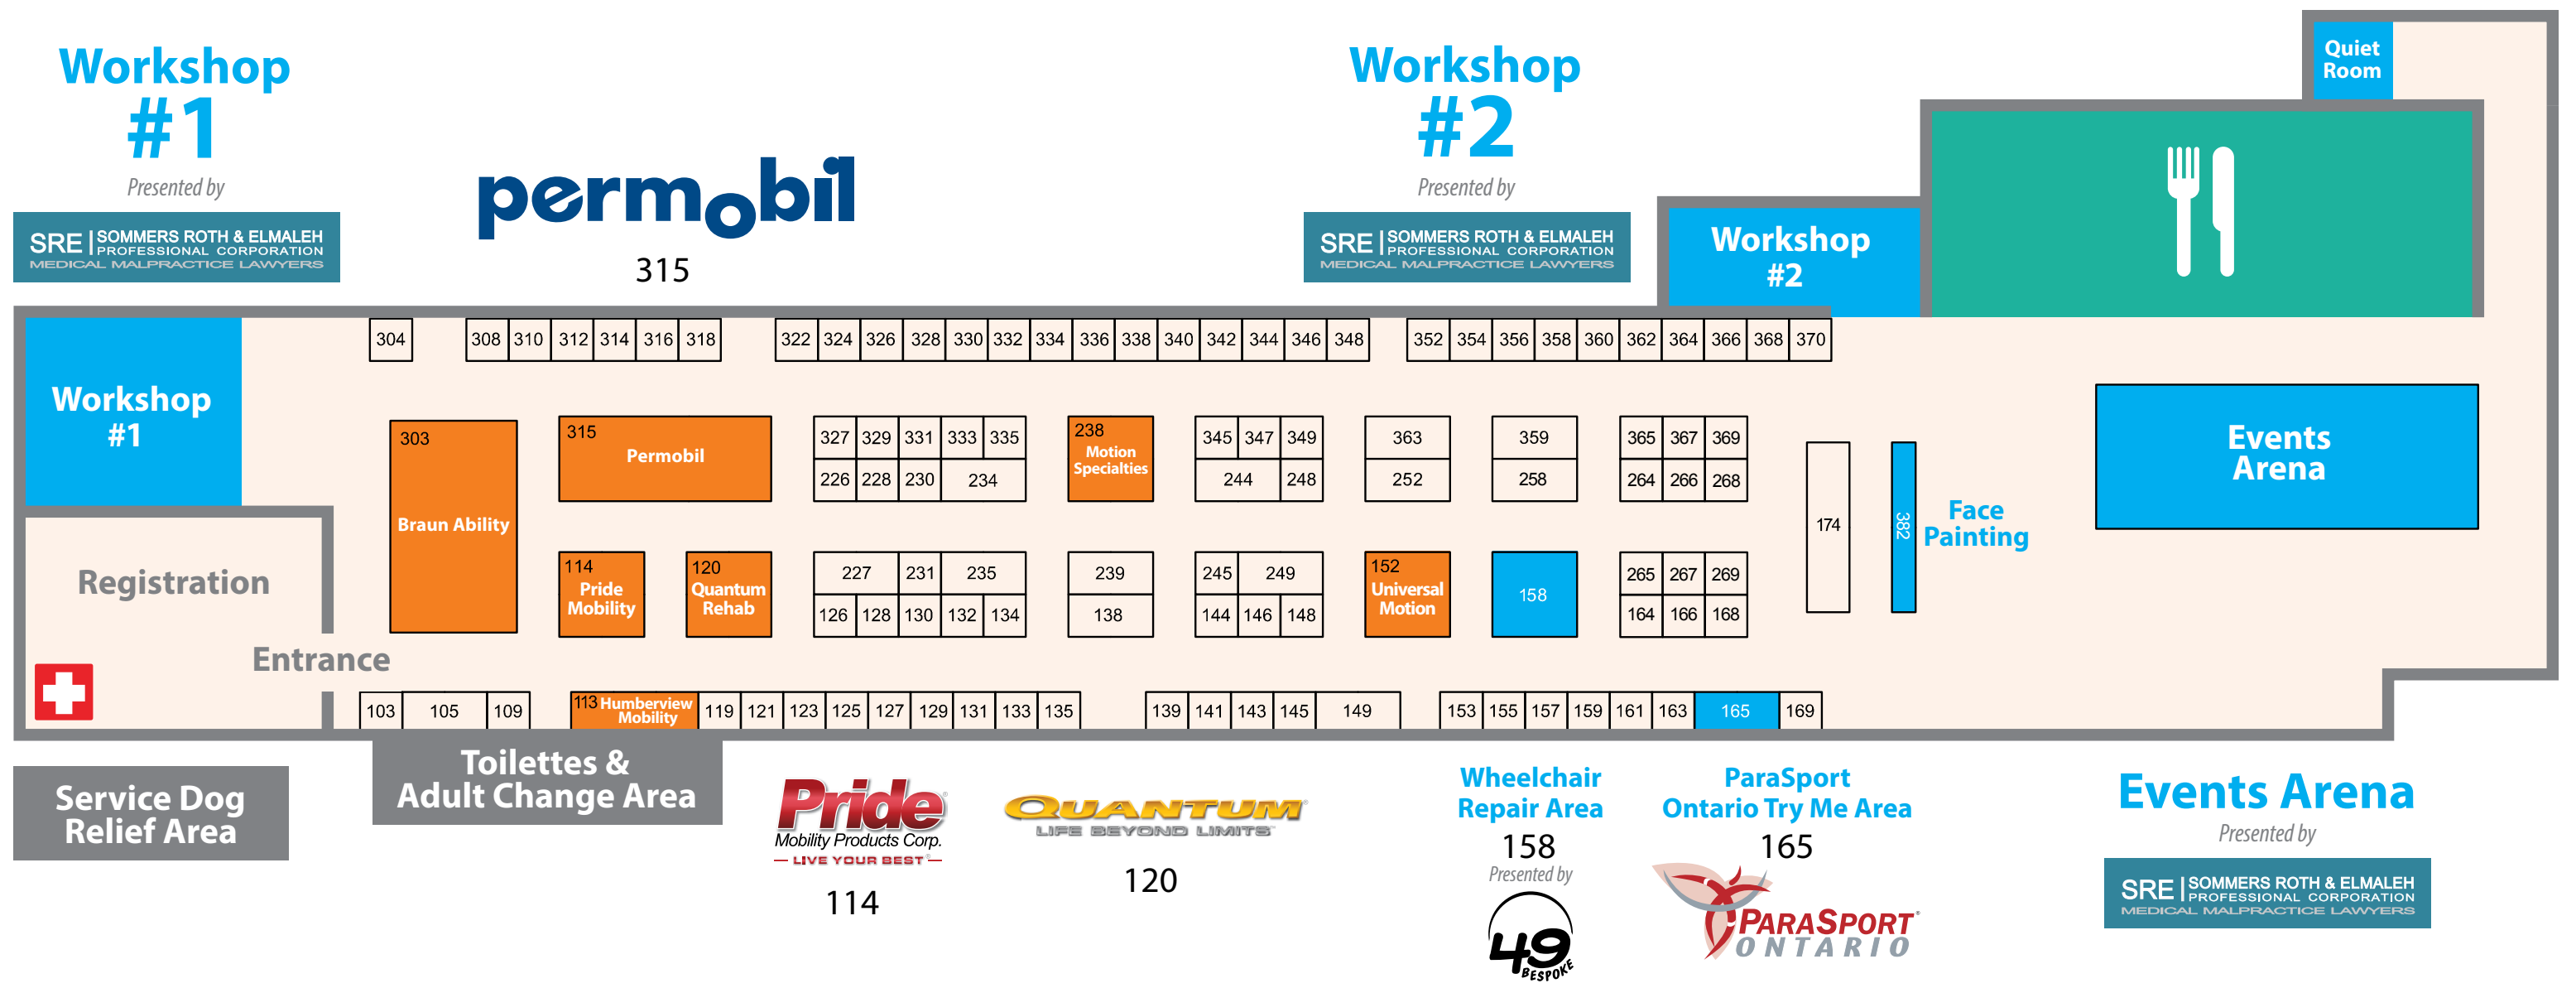 Workshop
#1
Presented by
SRE | SOMMERS ROTH & ELMALEH
PROFESSIONAL CORPORATION
MEDICAL MALPRACTICE LAWYERS
permobil
315
Workshop
#2
Presented by
SRE | SOMMERS ROTH & ELMALEH
PROFESSIONAL CORPORATION
MEDICAL MALPRACTICE LAWYERS
Quiet
Room
Workshop
#2
304 308 310 312 314 316 318 322 324 326 328 330 332 334 336 338 340 342 344 346 348 352 354 356 358 360 362 364 366 368 370
Workshop
#1
303
Braun Ability
315
Permobil
327 329 331 333 335
226 228 230 234
238
Motion
Specialties
345 347 349
244 248
363
252
359
258
365 367 369
264 266 268
174
382
Face
Painting
Events
Arena
Registration
Entrance
114
Pride
Mobility
120
Quantum
Rehab
227 231 235
126 128 130 132 134
239
138
245 249
144 146 148
152
Universal
Motion
158
265 267 269
164 166 168
103 105 109
113 Humberview
Mobility
119 121 123 125 127 129 131 133 135 139 141 143 145 149 153 155 157 159 161 163 165 169
Service Dog
Relief Area
Toilettes &
Adult Change Area
Pride
Mobility Products Corp.
LIVE YOUR BEST
114
QUANTUM
LIFE BEYOND LIMITS
120
Wheelchair
Repair Area
158
Presented by
49
BESPOKE
ParaSport
Ontario Try Me Area
165
PARASPORT
ONTARIO
Events Arena
Presented by
SRE | SOMMERS ROTH & ELMALEH
PROFESSIONAL CORPORATION
MEDICAL MALPRACTICE LAWYERS